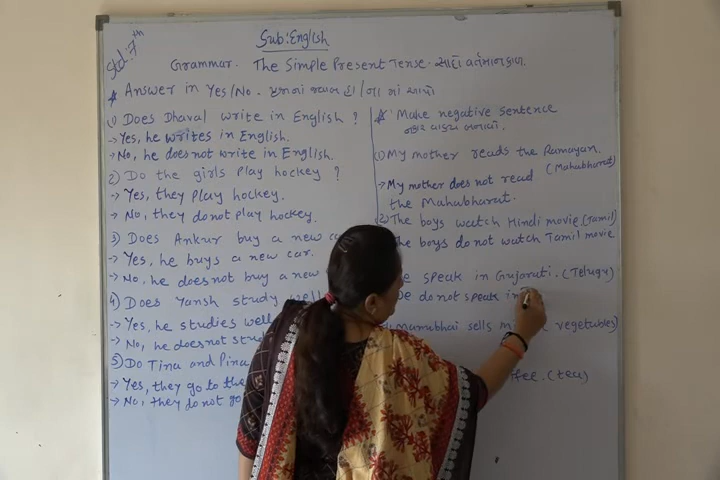 Std:7th
Sub:English
Grammar. The Simple Present Tense. સાદો વર્તમાનકાળ.
* Answer in Yes/No. હા/ના માં આપો
(1) Does Dhaval write in English ?
→ Yes, he writes in English.
→ No, he does not write in English.
2) Do the girls play hockey ?
→ Yes, they play hockey.
→ No, they do not play hockey.
3) Does Ankur buy a new
→ Yes, he buys a new car.
→ No, he does not buy a new
4) Does Yansh study well
→ Yes, he studies well
→ No, he does not
5) Do Tina and Pina
→ Yes, they go to the
→ No, they do not go
* Make negative sentence
નકાર વાક્ય બનાવો.
(1) My mother reads the Ramayan.
(Mahabharat)
→ My mother does not read
the Mahabharat.
(2) The boys watch Hindi movie. (Tamil)
The boys do not watch Tamil movie
speak in Gujarati. (Telugu)
do not speak in
Manubhai sells (vegetables)
(tea)